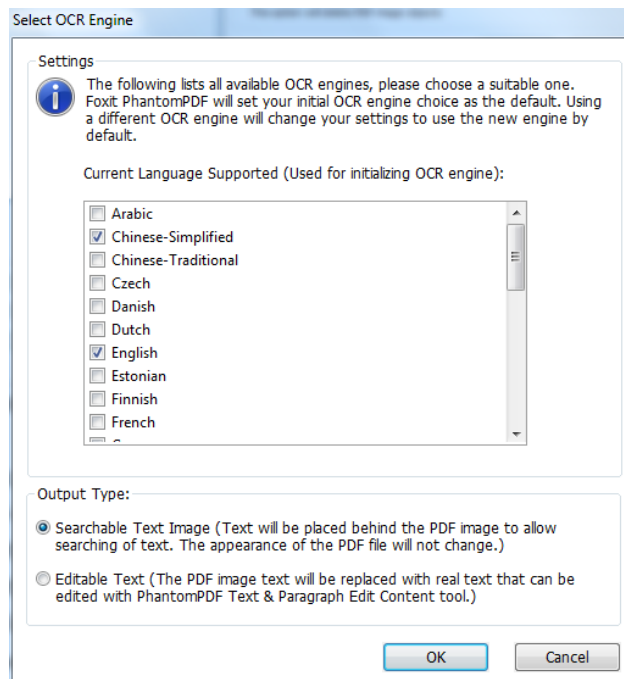 Select OCR Engine
Settings
The following lists all available OCR engines, please choose a suitable one.
Foxit PhantomPDF will set your initial OCR engine choice as the default. Using
a different OCR engine will change your settings to use the new engine by
default.
Current Language Supported (Used for initializing OCR engine):
Arabic
Chinese-Simplified
Chinese-Traditional
Czech
Danish
Dutch
English
Estonian
Finnish
French
Output Type:
Searchable Text Image (Text will be placed behind the PDF image to allow
searching of text. The appearance of the PDF file will not change.)
Editable Text (The PDF image text will be replaced with real text that can be
edited with PhantomPDF Text & Paragraph Edit Content tool.)
OK
Cancel